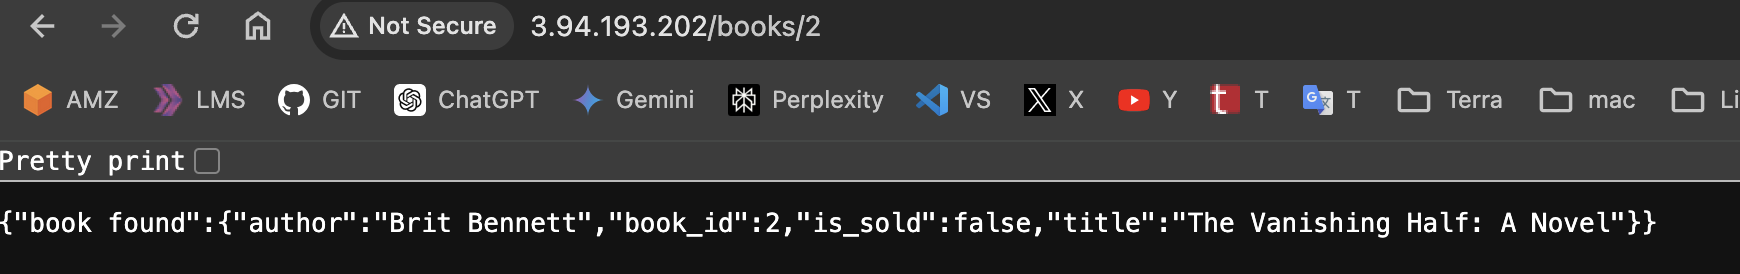 Not Secure 3.94.193.202/books/2
AMZ LMS GIT ChatGPT Gemini Perplexity VS X Y T T Terra mac Li
Pretty print
{"book found":{"author":"Brit Bennett","book_id":2,"is_sold":false,"title":"The Vanishing Half: A Novel"}}